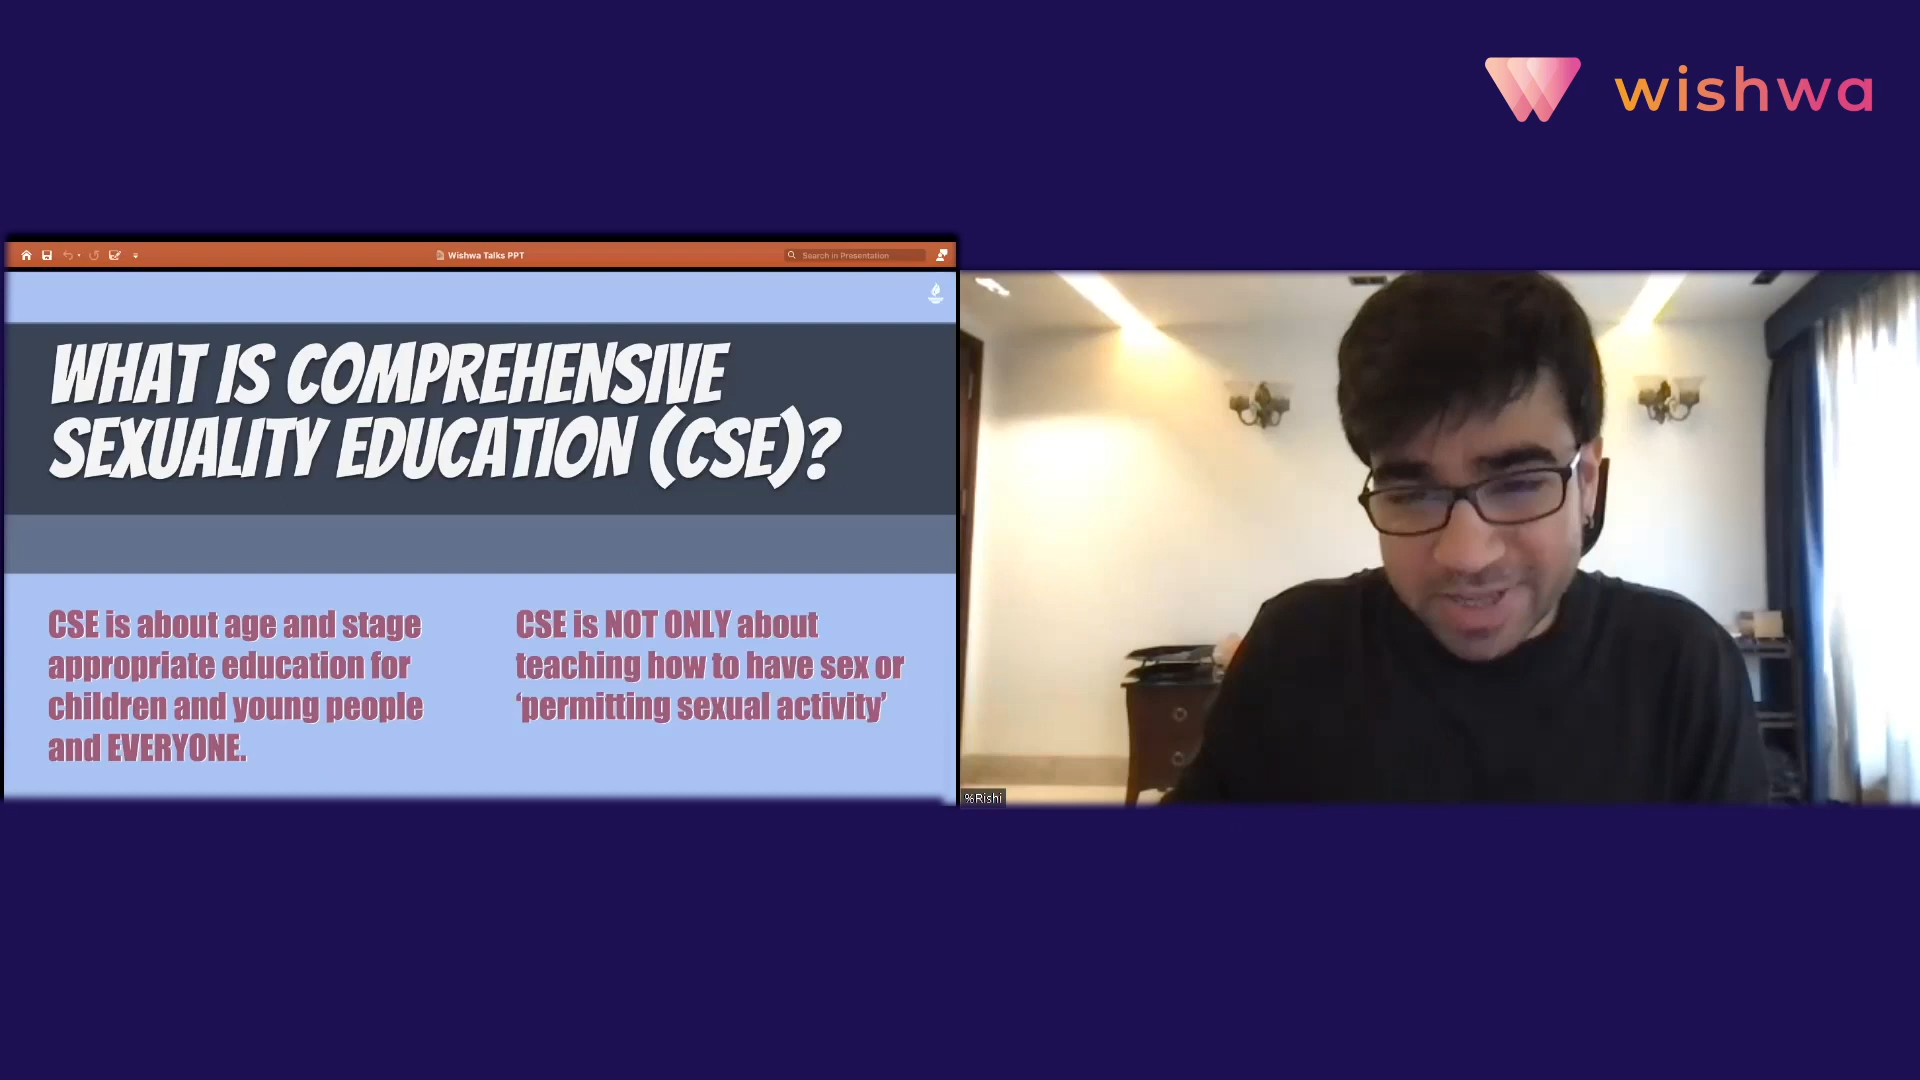 wishwa
Wishwa Talks PPT
Search in Presentation
WHAT IS COMPREHENSIVE
SEXUALITY EDUCATION (CSE)?
CSE is about age and stage
appropriate education for
children and young people
and EVERYONE.
CSE is NOT ONLY about
teaching how to have sex or
‘permitting sexual activity’
%Rishi